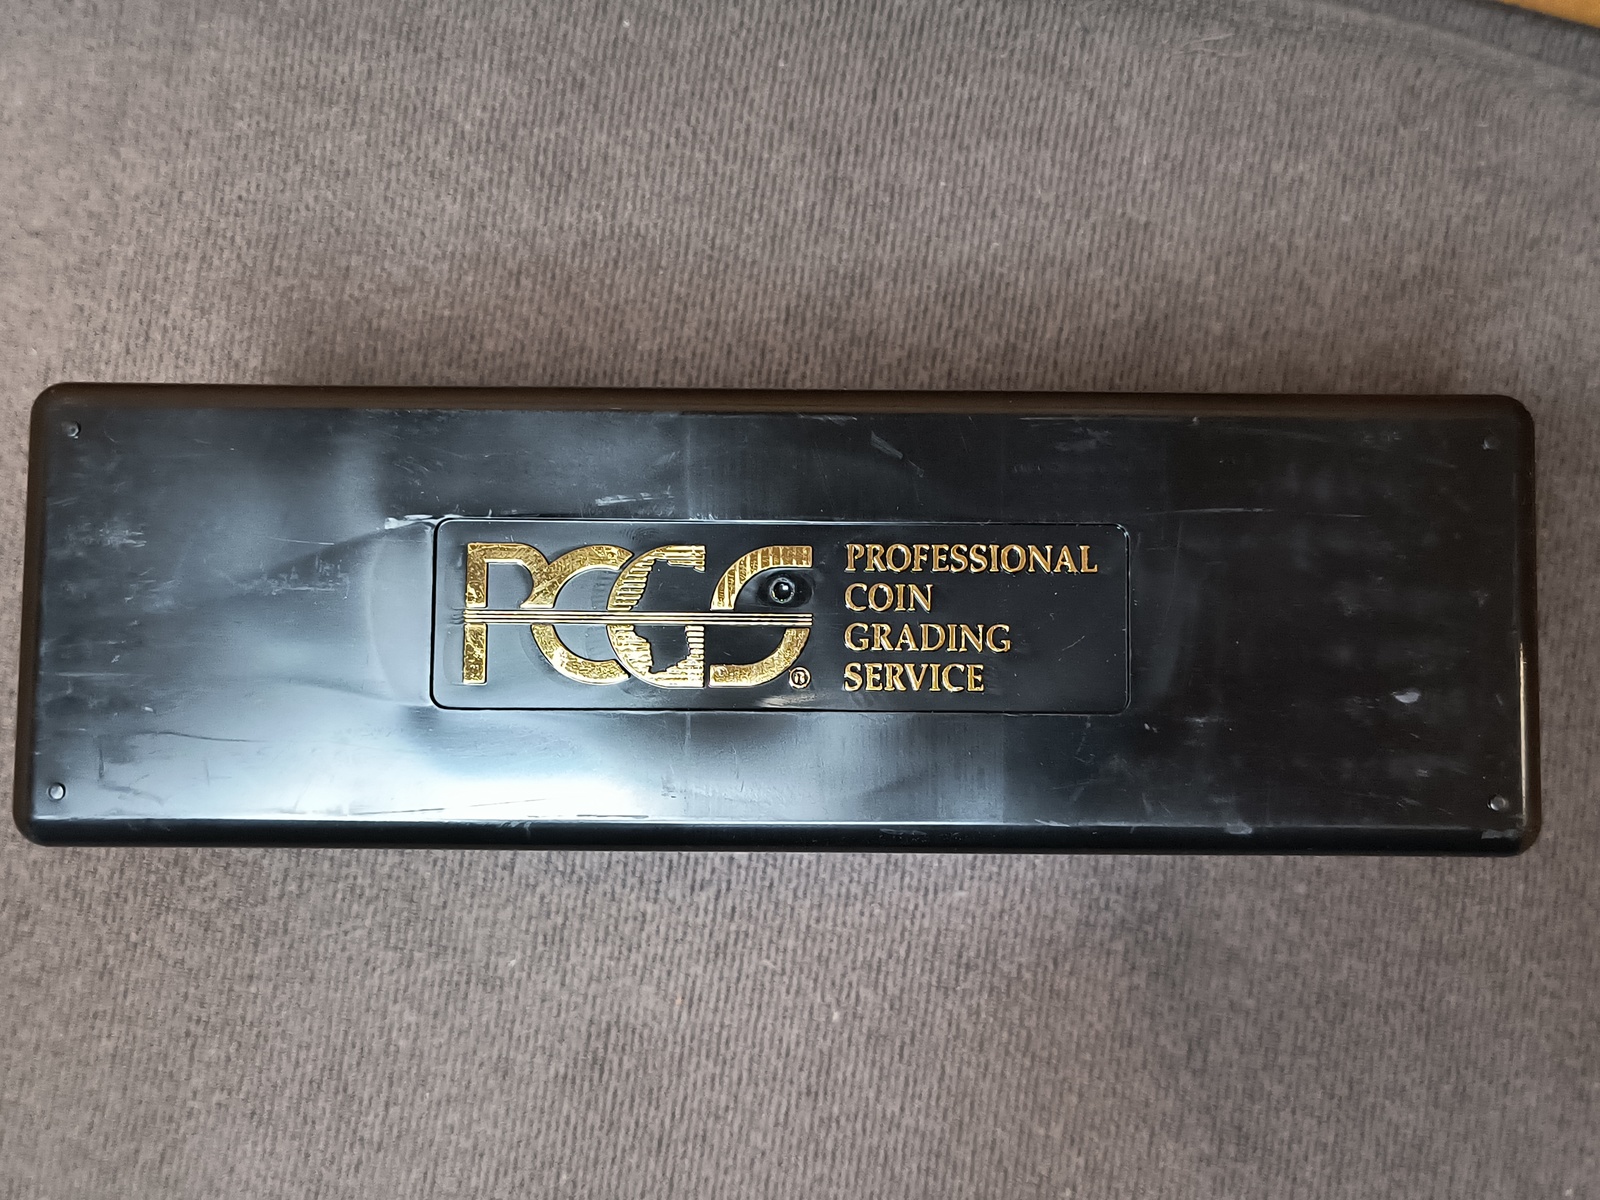 PCGS®
PROFESSIONAL
COIN
GRADING
SERVICE